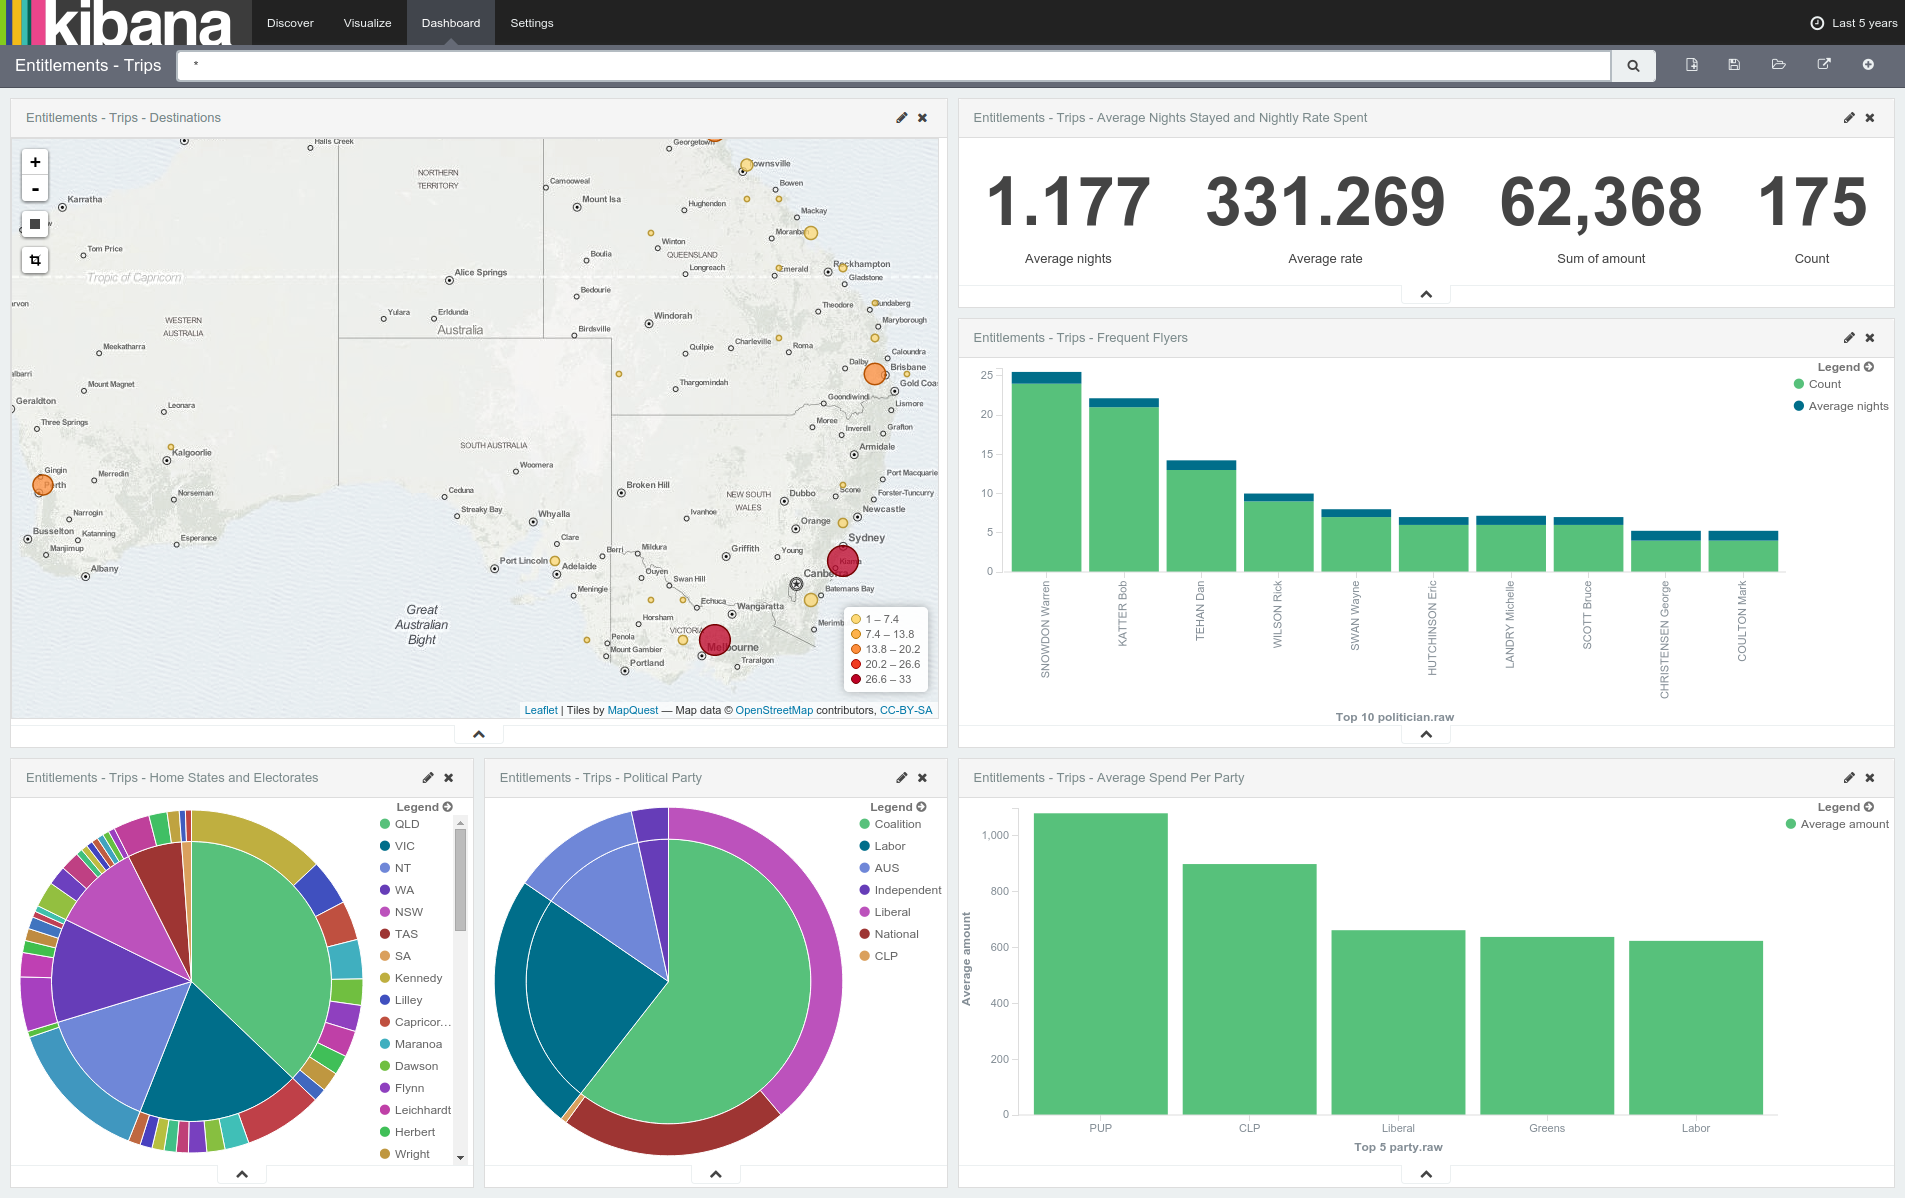 kibana
Discover
Visualize
Dashboard
Settings
Last 5 years
Entitlements - Trips
*
Entitlements - Trips - Destinations
+
-
Halls Creek
Georgetown
NORTHERN
TERRITORY
Camooweal
Townsville
Bowen
Karratha
Mount Isa
Hughenden
Mackay
Moranbah
Tom Price
Winton
QUEENSLAND
Boulia
Longreach
Emerald
Rockhampton
Gladstone
Tropic of Capricorn
Alice Springs
Bedourie
Theodore
Bundaberg
WESTERN
AUSTRALIA
Yulara
Erldunda
Australia
Birdsville
Windorah
Maryborough
Meekatharra
Quilpie
Charleville
Roma
Caloundra
Dalby
Brisbane
Mount Magnet
Thargomindah
Gold Coa
Geraldton
Leonara
Goondiwindi
Lismore
Three Springs
Moree
Inverell
Grafton
Kalgoorlie
SOUTH AUSTRALIA
Armidale
Gingin
Merredin
Woomera
Port Macquarie
Perth
Norseman
Ceduna
Broken Hill
NEW SOUTH
WALES
Dubbo
Scone
Forster-Tuncurry
Narrogin
Streaky Bay
Whyalla
Ivanhoe
Orange
Newcastle
Busselton
Katanning
Esperance
Clare
Sydney
Manjimup
Berri
Mildura
Griffith
Young
Albany
Port Lincoln
Adelaide
Ouyen
Swan Hill
Canberra
Kiama
Meningie
Batemans Bay
Great
Australian
Bight
Echuca
Wangaratta
Horsham
Merimb
Penola
VICTORIA
Mount Gambier
Melbourne
Portland
Traralgon
1 – 7.4
7.4 – 13.8
13.8 – 20.2
20.2 – 26.6
26.6 – 33
Leaflet | Tiles by MapQuest — Map data © OpenStreetMap contributors, CC-BY-SA
Entitlements - Trips - Average Nights Stayed and Nightly Rate Spent
1.177
331.269
62,368
175
Average nights
Average rate
Sum of amount
Count
Entitlements - Trips - Frequent Flyers
Legend
Count
Average nights
25
20
15
10
5
0
SNOWDON Warren
KATTER Bob
TEHAN Dan
WILSON Rick
SWAN Wayne
HUTCHINSON Eric
LANDRY Michelle
SCOTT Bruce
CHRISTENSEN George
COULTON Mark
Top 10 politician.raw
Entitlements - Trips - Home States and Electorates
Legend
QLD
VIC
NT
WA
NSW
TAS
SA
Kennedy
Lilley
Capricor...
Maranoa
Dawson
Flynn
Leichhardt
Herbert
Wright
Entitlements - Trips - Political Party
Legend
Coalition
Labor
AUS
Independent
Liberal
National
CLP
Entitlements - Trips - Average Spend Per Party
Legend
Average amount
Average amount
1,000
800
600
400
200
0
PUP
CLP
Liberal
Greens
Labor
Top 5 party.raw